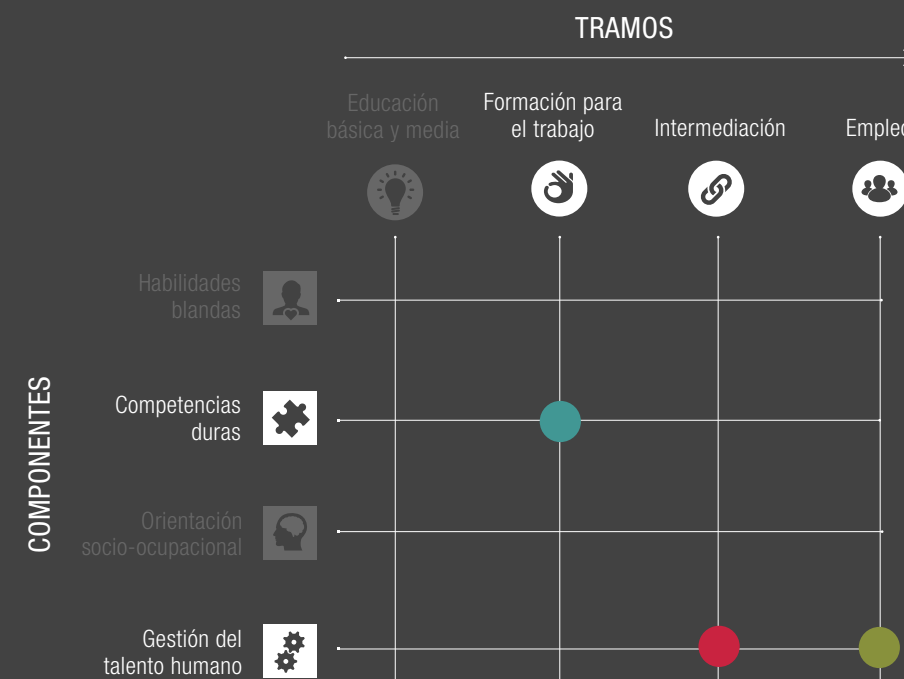 TRAMOS
Educación
básica y media
Formación para
el trabajo
Intermediación
Habilidades
blandas
COMPONENTES
Competencias
duras
Orientación
socio-ocupacional
Gestión del
talento humano